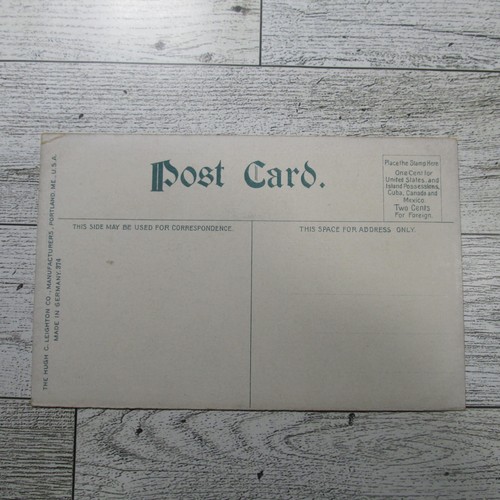 Post Card.
Place the Stamp Here
One Cent for
United States and
Island Possessions,
Cuba, Canada and
Mexico.
Two Cents
For Foreign.
THIS SIDE MAY BE USED FOR CORRESPONDENCE.
THIS SPACE FOR ADDRESS ONLY.
THE HUGH C. LEIGHTON CO., MANUFACTURERS, PORTLAND, ME., U.S.A.
MADE IN GERMANY. 374